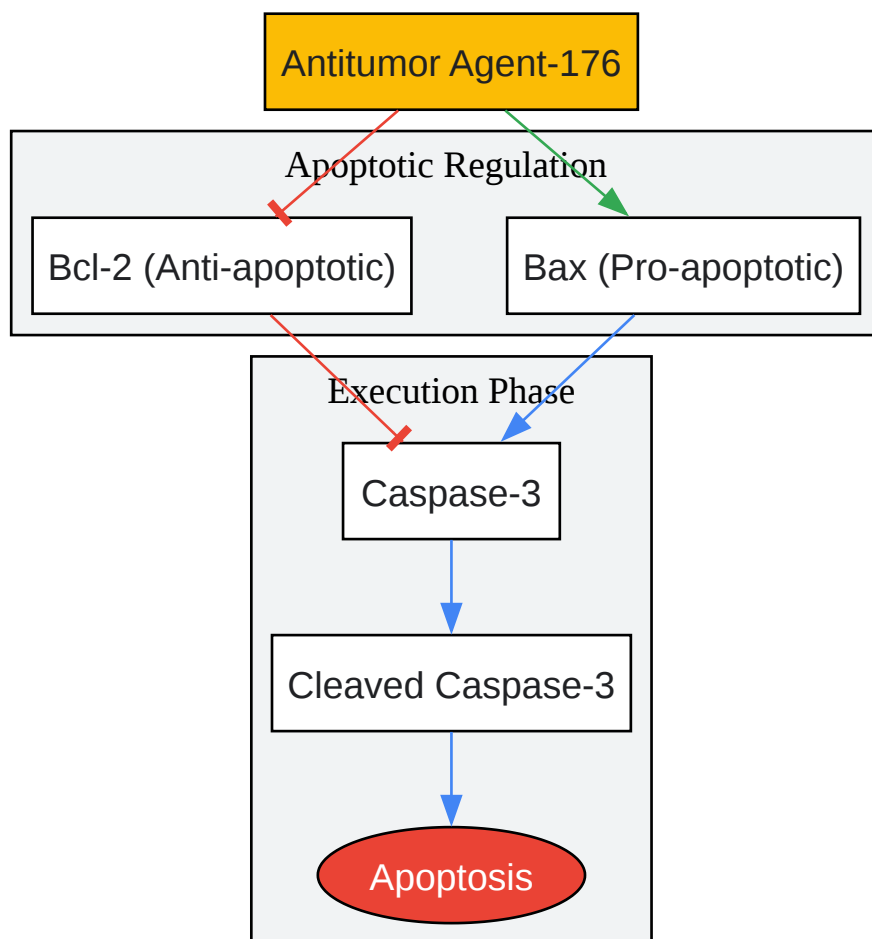 Antitumor Agent-176
Apoptotic Regulation
Bcl-2 (Anti-apoptotic)
Bax (Pro-apoptotic)
Execution Phase
Caspase-3
Cleaved Caspase-3
Apoptosis